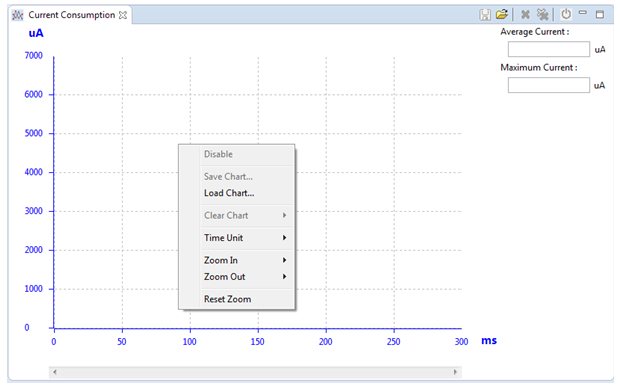 Current Consumption
uA
Average Current :
uA
Maximum Current :
uA
7000
6000
5000
4000
3000
2000
1000
0
Disable
Save Chart...
Load Chart...
Clear Chart
Time Unit
Zoom In
Zoom Out
Reset Zoom
0 50 100 150 200 250 300 ms